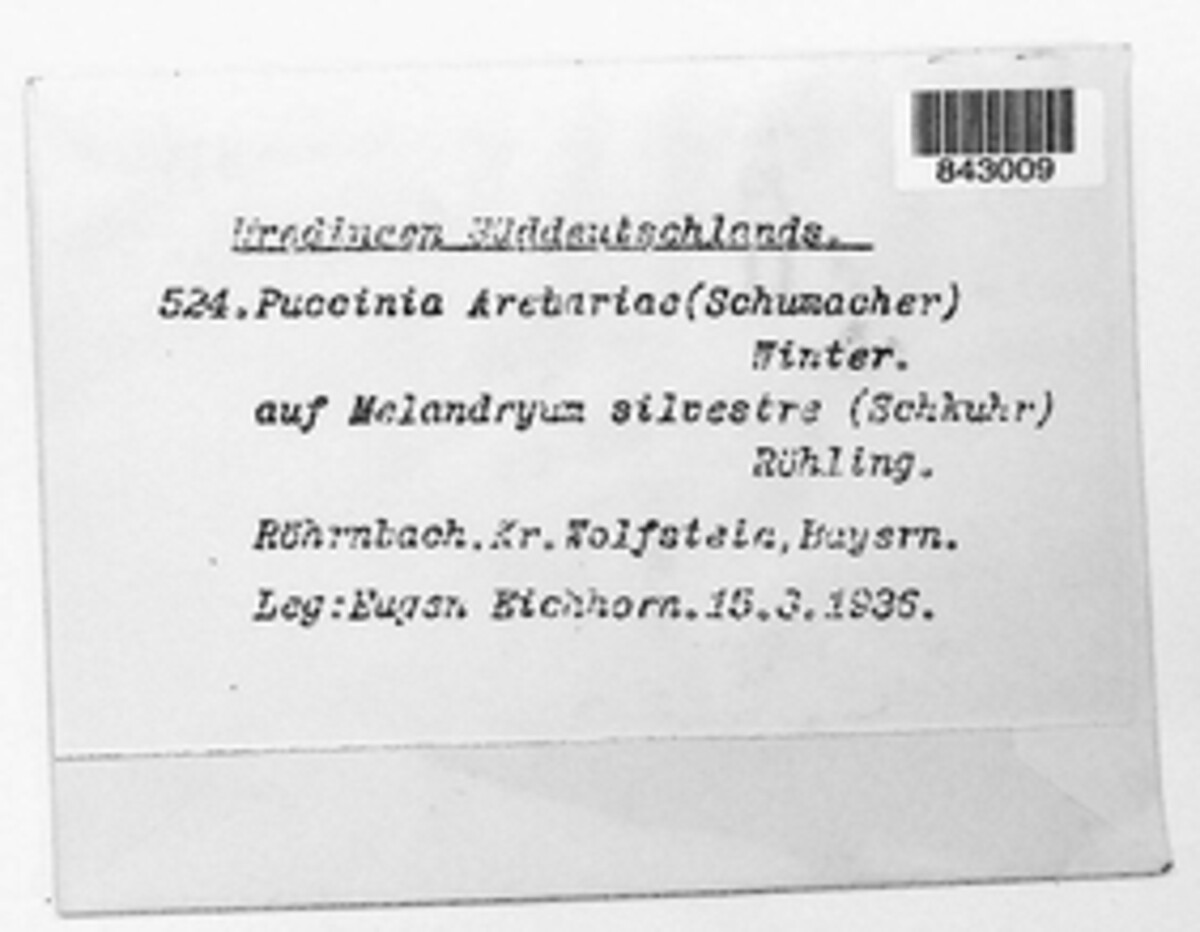 843009
Uredineen Süddeutschlands.
524. Puccinia Arenariae (Schumacher)
Winter.
auf Melandryum silvestre (Schkuhr)
Röhling.
Röhrnbach. Kr. Wolfstein, Bayern.
Leg: Eugen Eichhorn. 15. 3. 1936.